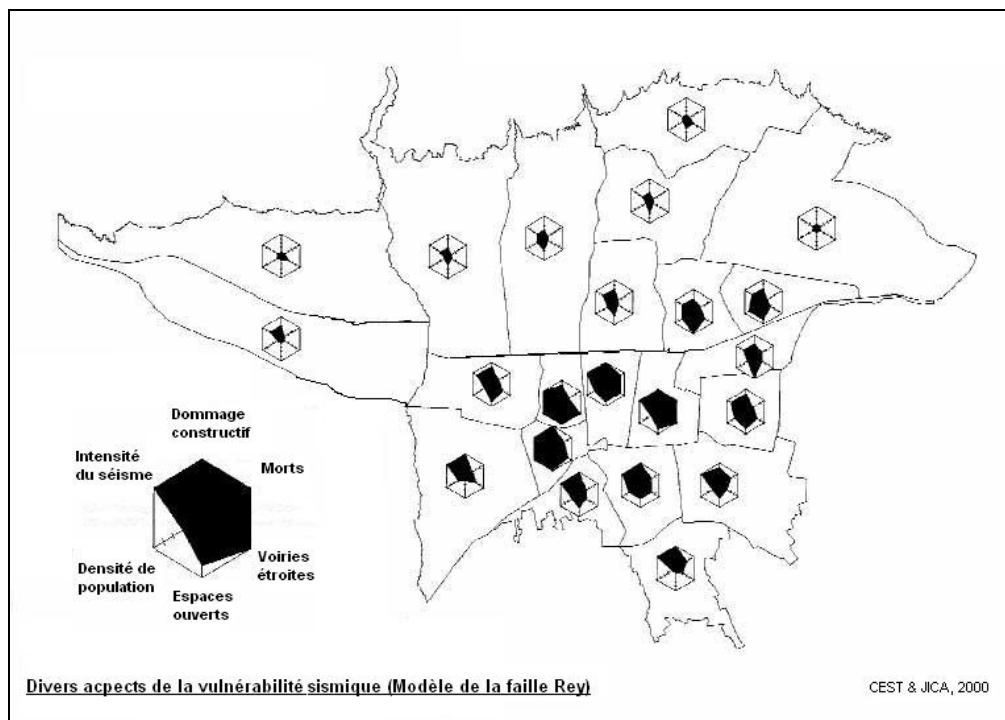 Dommage
constructif
Intensité
du séisme
Morts
Densité de
population
Voiries
étroites
Espaces
ouverts
Divers acpects de la vulnérabilité sismique (Modèle de la faille Rey)
CEST & JICA, 2000